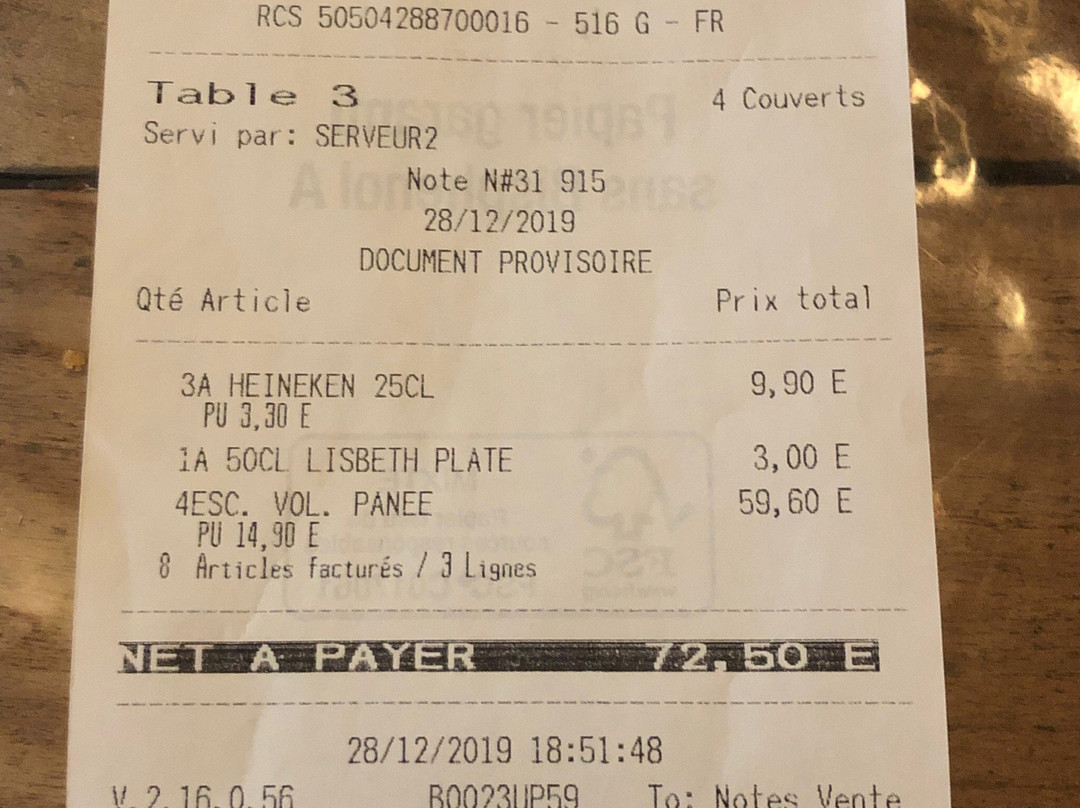 RCS 50504288700016 - 516 G - FR
Table 3 4 Couverts
Servi par: SERVEUR2
Note N#31 915
28/12/2019
DOCUMENT PROVISOIRE
Qté Article Prix total
3A HEINEKEN 25CL 9,90 E
PU 3,30 E
1A 50CL LISBETH PLATE 3,00 E
4ESC. VOL. PANEE 59,60 E
PU 14,90 E
8 Articles facturés / 3 Lignes
NET A PAYER 72,50 E
28/12/2019 18:51:48
V.2.16.0.56 B0023UP59 To: Notes Vente